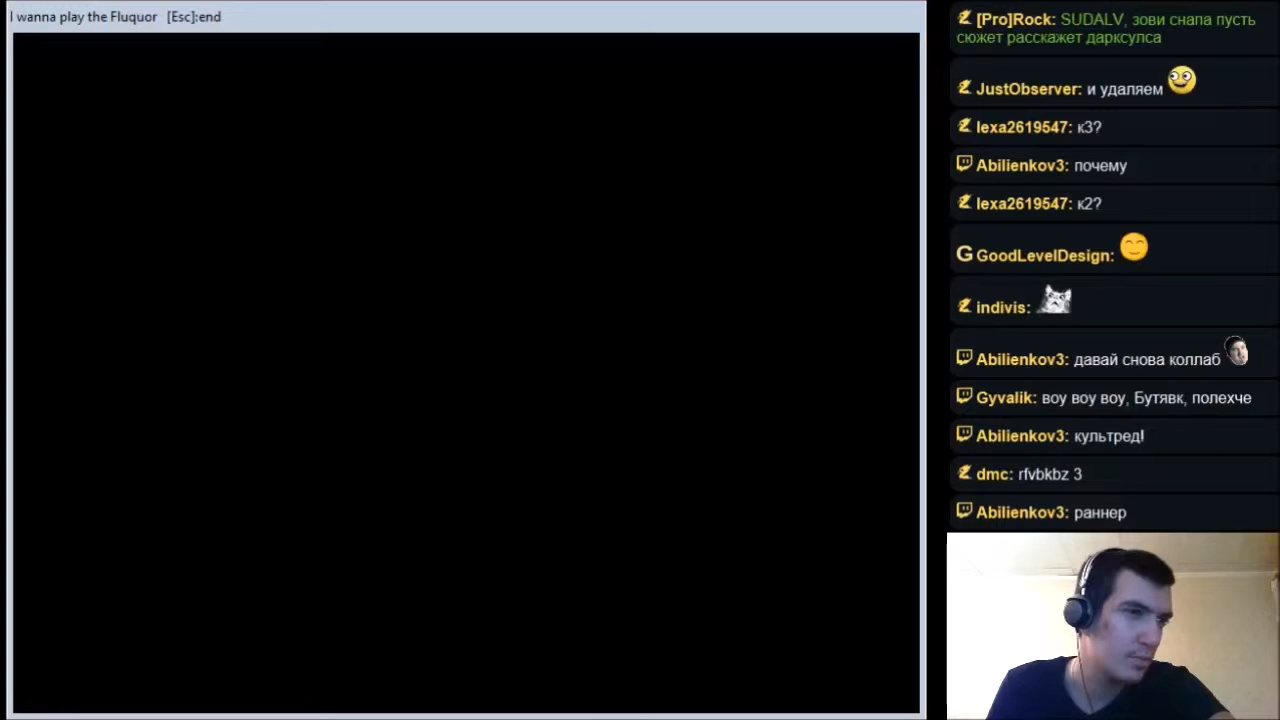 I wanna play the Fluquor [Esc]:end
[Pro]Rock: SUDALV, зови снапа пусть
сюжет расскажет дарксулса
JustObserver: и удаляем
lexa2619547: к3?
Abilienkov3: почему
lexa2619547: к2?
G GoodLevelDesign:
indivis:
Abilienkov3: давай снова коллаб
Gyvalik: воу воу воу, Бутявк, полехче
Abilienkov3: культред!
dmc: rfvbkbz 3
Abilienkov3: раннер